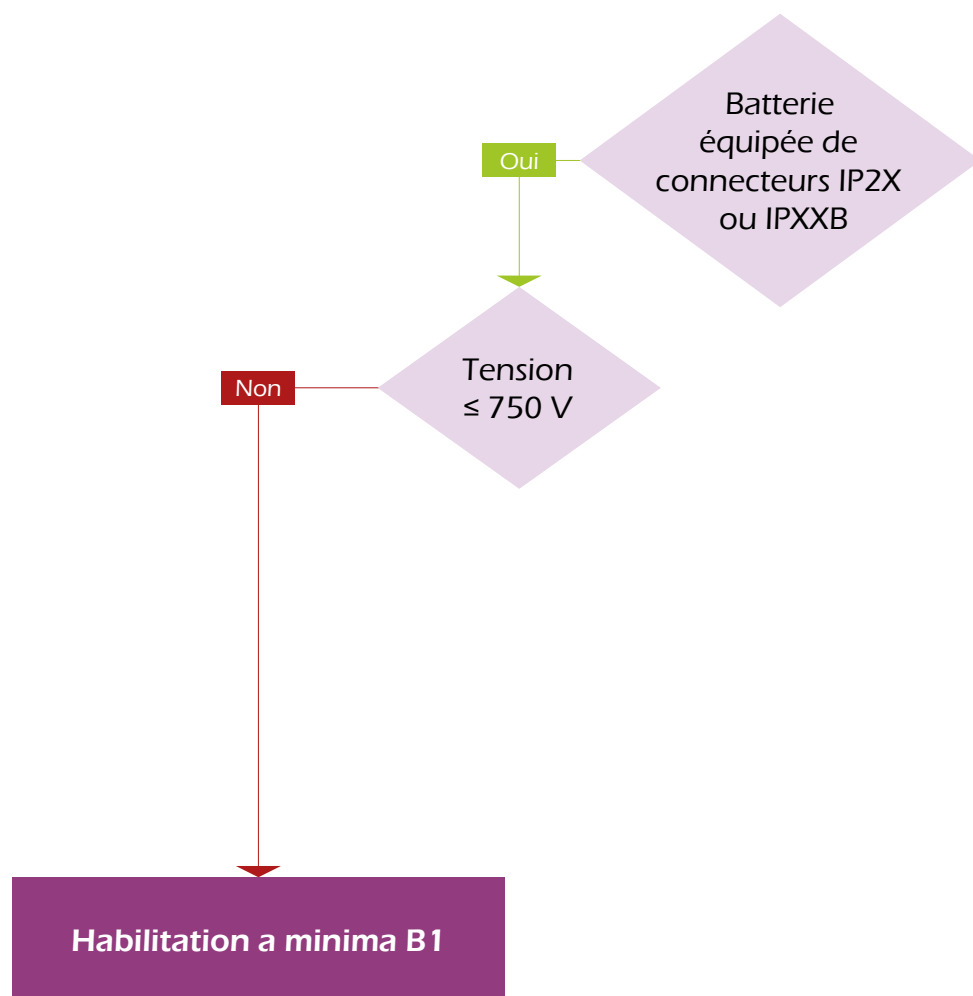 Batterie
équipée de
connecteurs IP2X
ou IPXXB
Oui
Tension
≤ 750 V
Non
Habilitation a minima B1